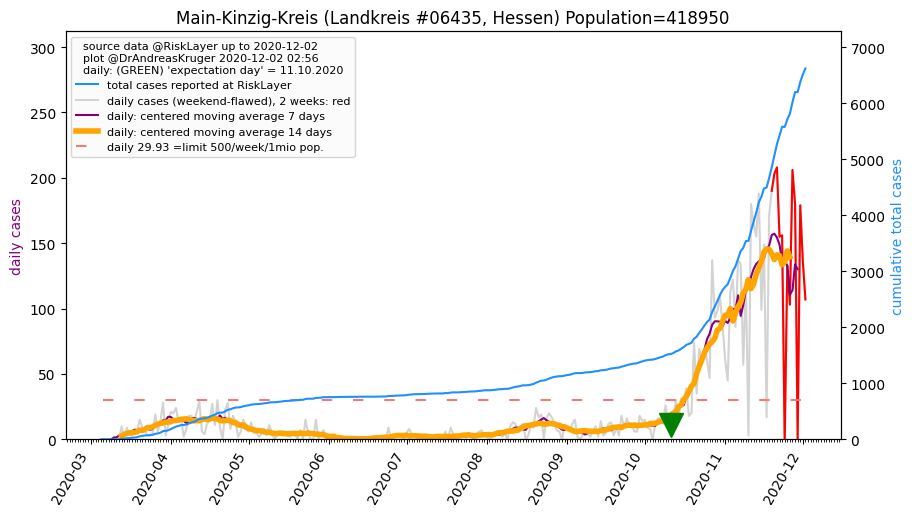 Main-Kinzig-Kreis (Landkreis #06435, Hessen) Population=418950
source data @RiskLayer up to 2020-12-02
plot @DrAndreasKruger 2020-12-02 02:56
daily: (GREEN) 'expectation day' = 11.10.2020
total cases reported at RiskLayer
daily cases (weekend-flawed), 2 weeks: red
daily: centered moving average 7 days
daily: centered moving average 14 days
daily 29.93 =limit 500/week/1mio pop.
daily cases
300
250
200
150
100
50
0
cumulative total cases
7000
6000
5000
4000
3000
2000
1000
0
2020-03
2020-04
2020-05
2020-06
2020-07
2020-08
2020-09
2020-10
2020-11
2020-12